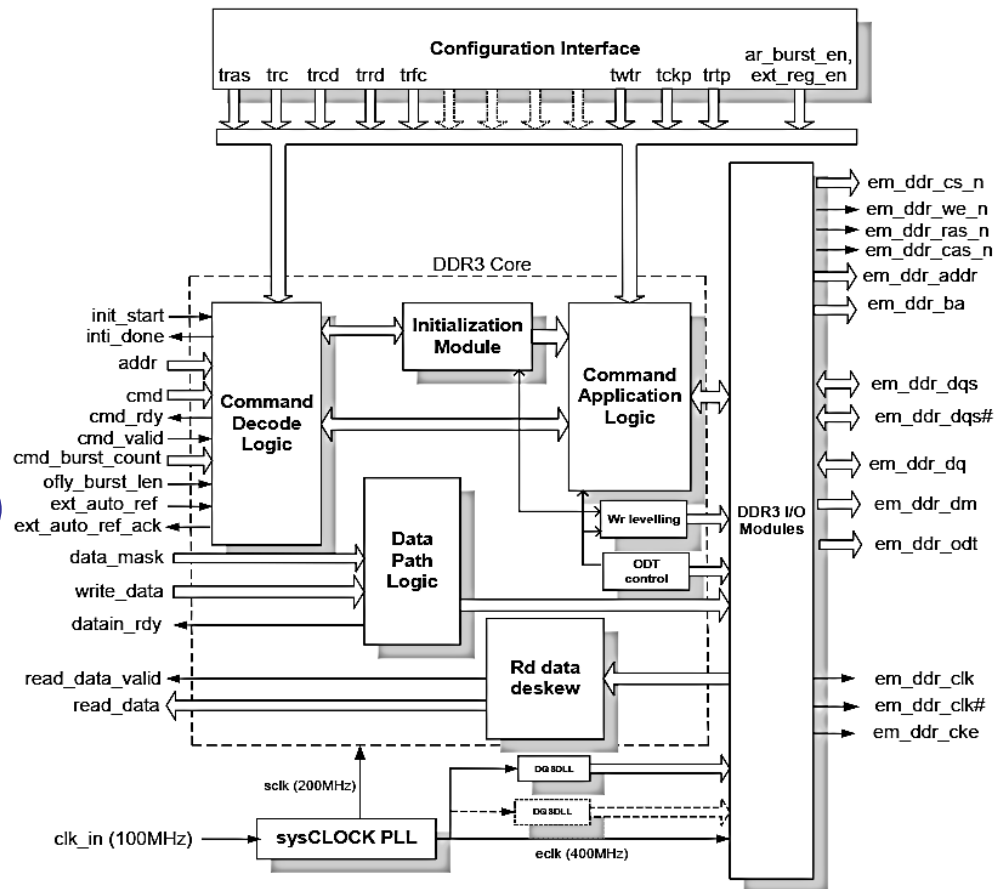 Configuration Interface
tras trc trcd trrd trfc twtr tckp trtp
ar_burst_en,
ext_reg_en
DDR3 Core
init_start
inti_done
addr
cmd
cmd_rdy
cmd_valid
cmd_burst_count
ofly_burst_len
ext_auto_ref
ext_auto_ref_ack
data_mask
write_data
datain_rdy
read_data_valid
read_data
Command
Decode
Logic
Initialization
Module
Command
Application
Logic
Data
Path
Logic
Wr levelling
ODT
control
Rd data
deskew
DDR3 I/O
Modules
em_ddr_cs_n
em_ddr_we_n
em_ddr_ras_n
em_ddr_cas_n
em_ddr_addr
em_ddr_ba
em_ddr_dqs
em_ddr_dqs#
em_ddr_dq
em_ddr_dm
em_ddr_odt
em_ddr_clk
em_ddr_clk#
em_ddr_cke
sclk (200MHz)
DQSDLL
DQSDLL
clk_in (100MHz)
sysCLOCK PLL
eclk (400MHz)